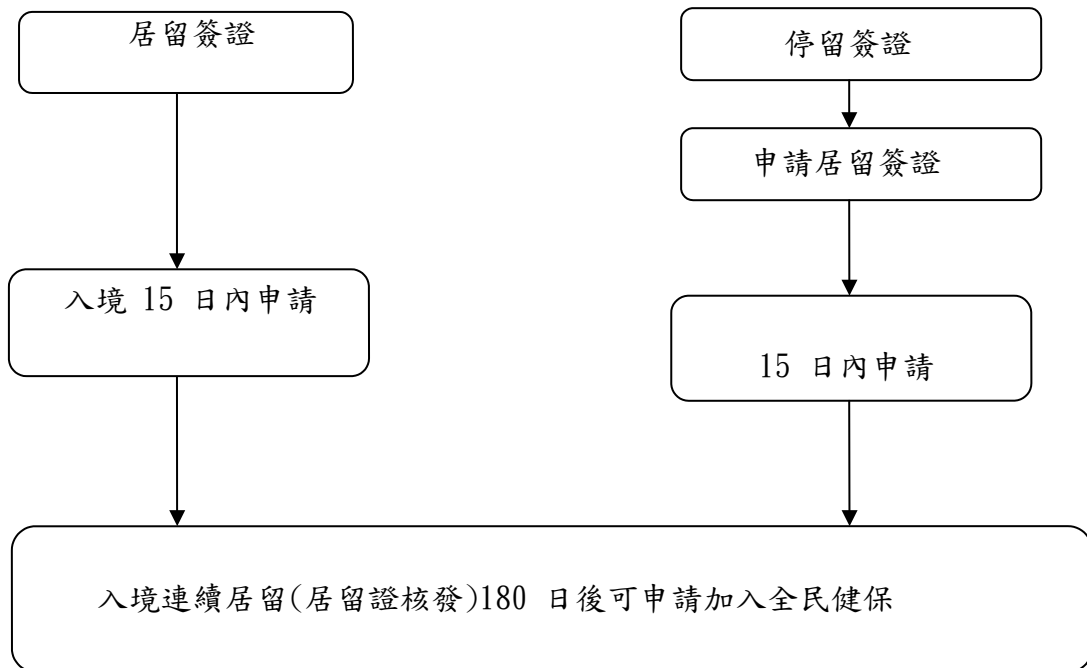 居留簽證
停留簽證
申請居留簽證
入境 15 日內申請
15 日內申請
入境連續居留(居留證核發)180 日後可申請加入全民健保